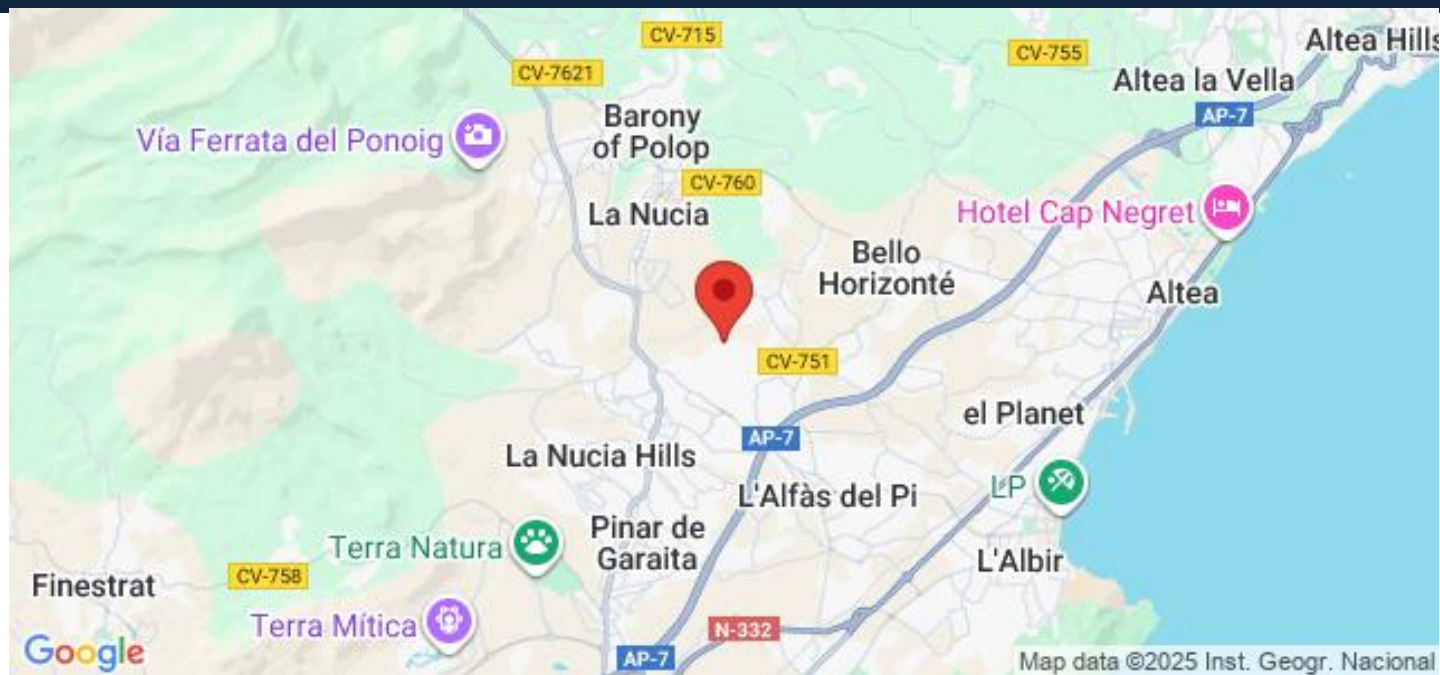 CV-715
Altea Hills
CV-755
CV-7621
Altea la Vella
Barony
of Polop
AP-7
Vía Ferrata del Ponoig
CV-760
La Nucia
Hotel Cap Negret
Bello
Horizonté
Altea
CV-751
el Planet
AP-7
La Nucia Hills
L'Alfàs del Pi
LP
Pinar de
Garaita
Terra Natura
L'Albir
Finestrat
CV-758
Terra Mítica
N-332
Google
AP-7
Map data ©2025 Inst. Geogr. Nacional